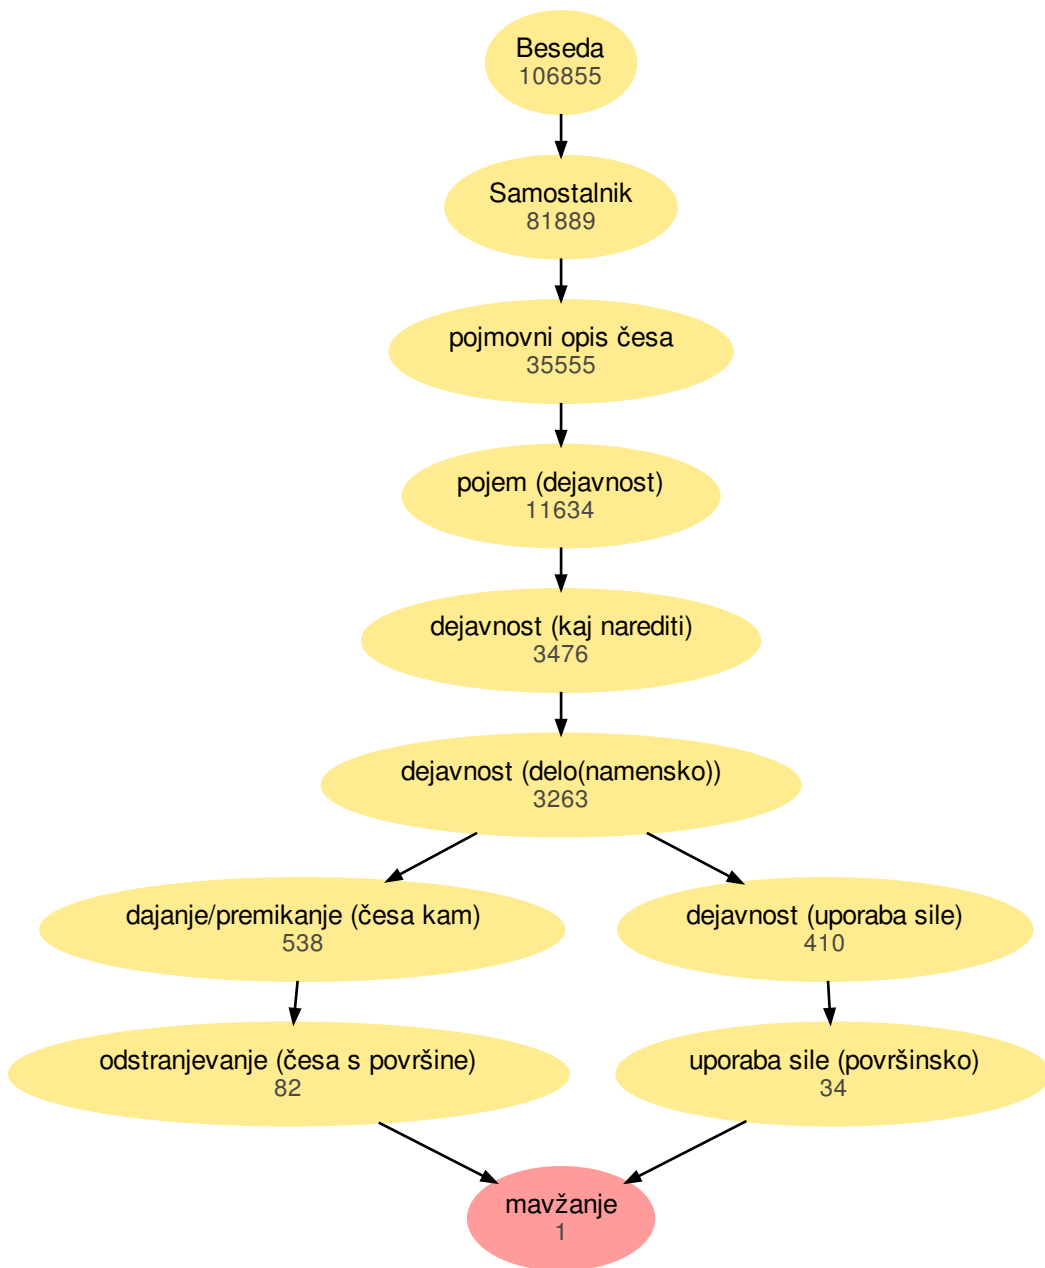 Beseda
106855
Samostalnik
81889
pojmovni opis česa
35555
pojem (dejavnost)
11634
dejavnost (kaj narediti)
3476
dejavnost (delo(namensko))
3263
dajanje/premikanje (česa kam)
538
dejavnost (uporaba sile)
410
odstranjevanje (česa s površine)
82
uporaba sile (površinsko)
34
mavžanje
1